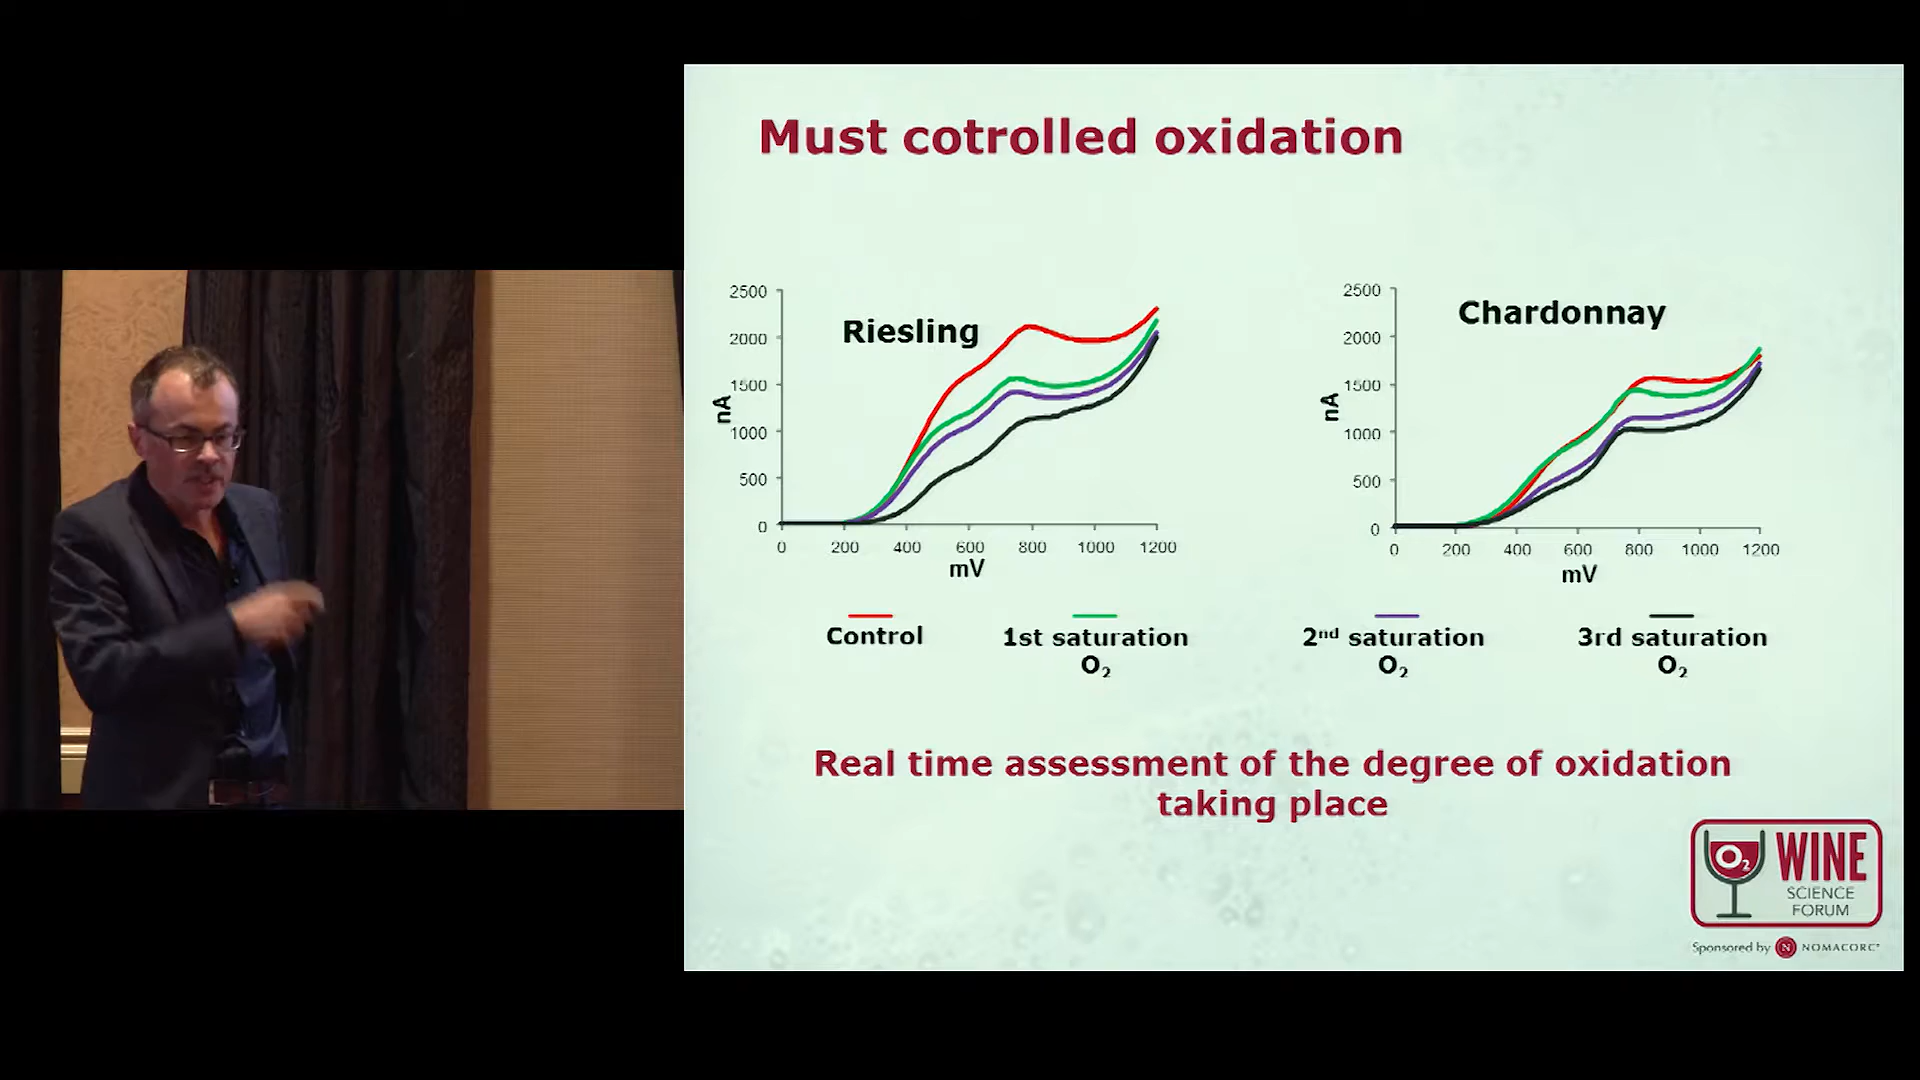 Must cotrolled oxidation
2500
2000
1500
1000
500
0
nA
Riesling
0 200 400 600 800 1000 1200
mV
2500
2000
1500
1000
500
0
nA
Chardonnay
0 200 400 600 800 1000 1200
mV
Control
1st saturation
O₂
2ⁿᵈ saturation
O₂
3rd saturation
O₂
Real time assessment of the degree of oxidation
taking place
O₂ WINE
SCIENCE
FORUM
Sponsored by N NOMACORC